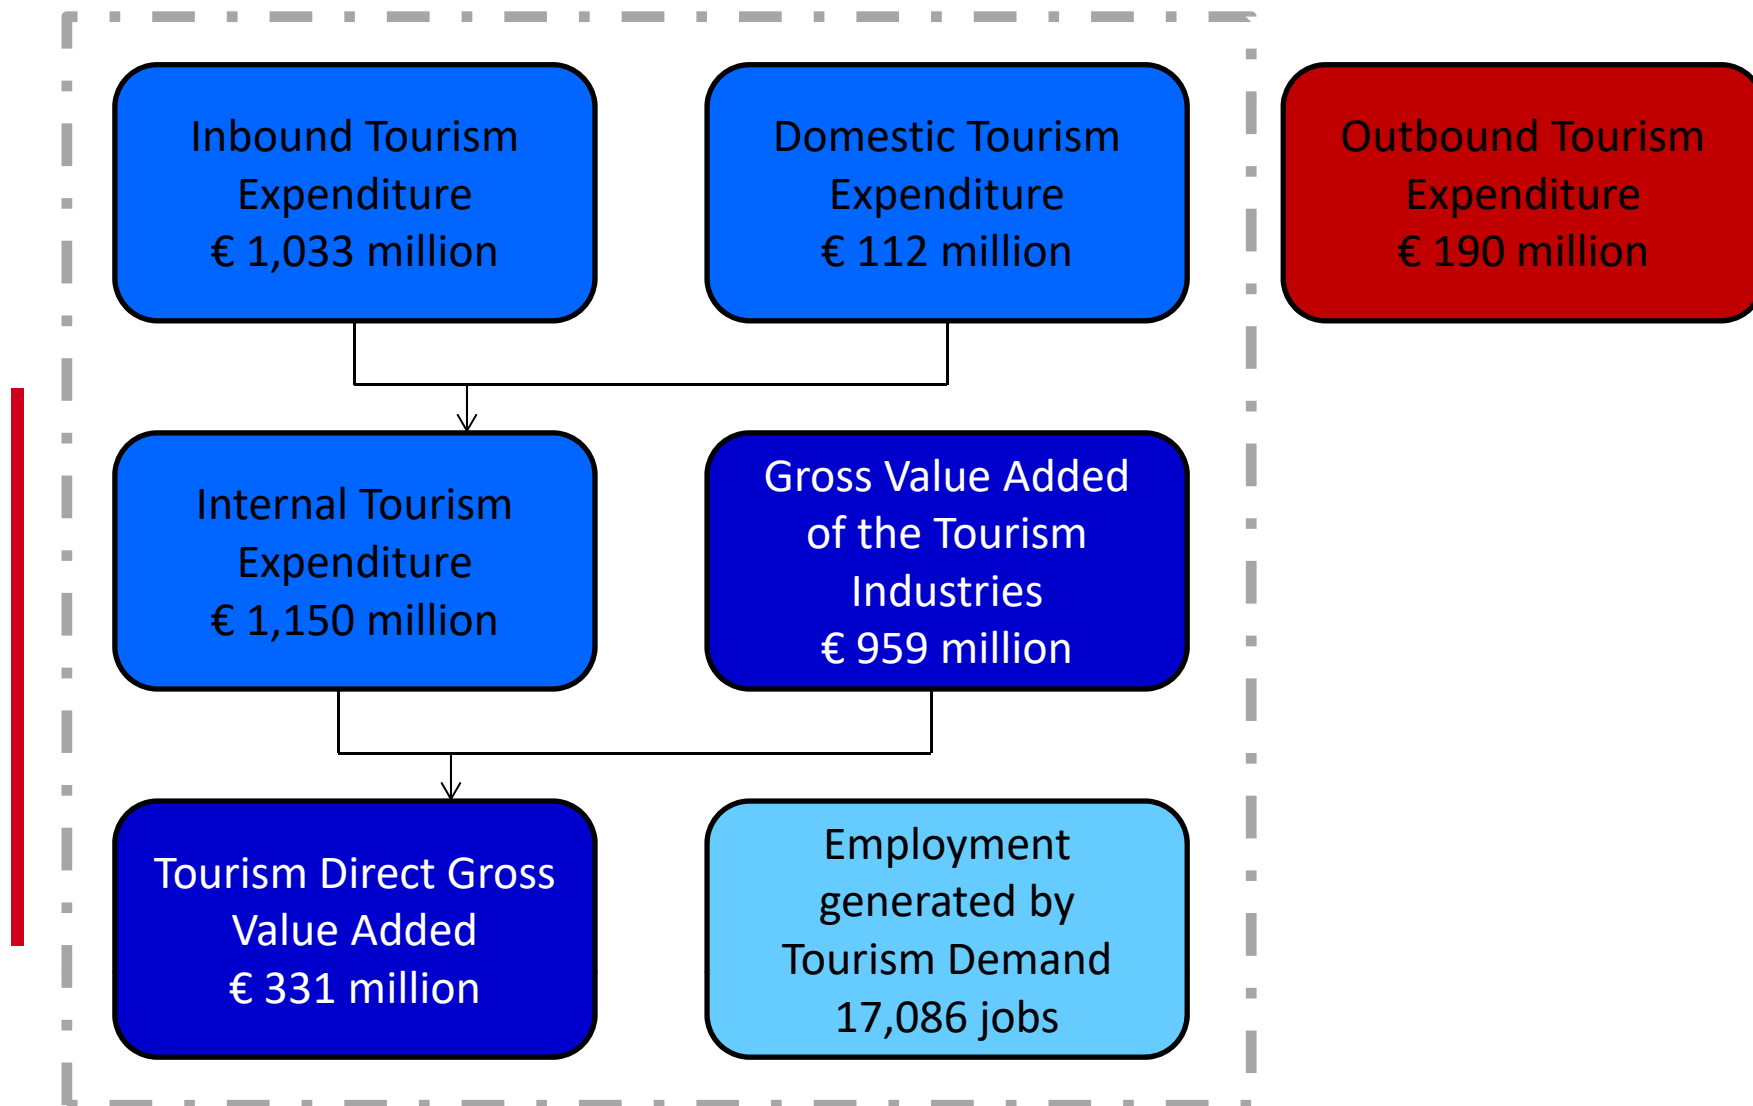 Inbound Tourism
Expenditure
€ 1,033 million
Domestic Tourism
Expenditure
€ 112 million
Outbound Tourism
Expenditure
€ 190 million
Internal Tourism
Expenditure
€ 1,150 million
Gross Value Added
of the Tourism
Industries
€ 959 million
Tourism Direct Gross
Value Added
€ 331 million
Employment
generated by
Tourism Demand
17,086 jobs